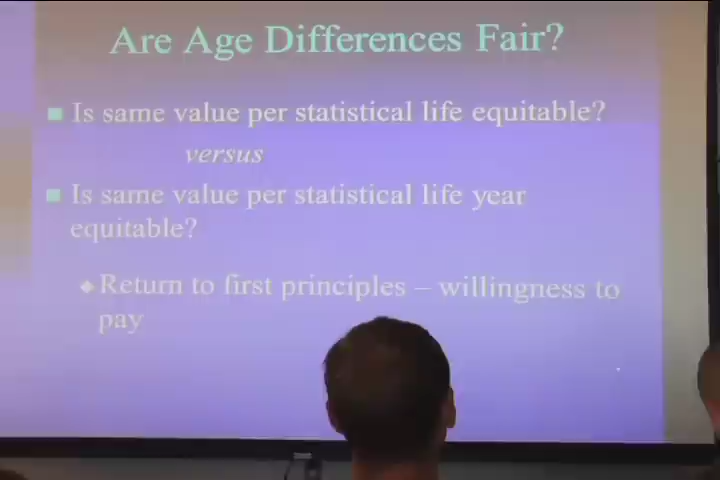 Are Age Differences Fair?
Is same value per statistical life equitable?
versus
Is same value per statistical life year
equitable?
Return to first principles – willingness to
pay